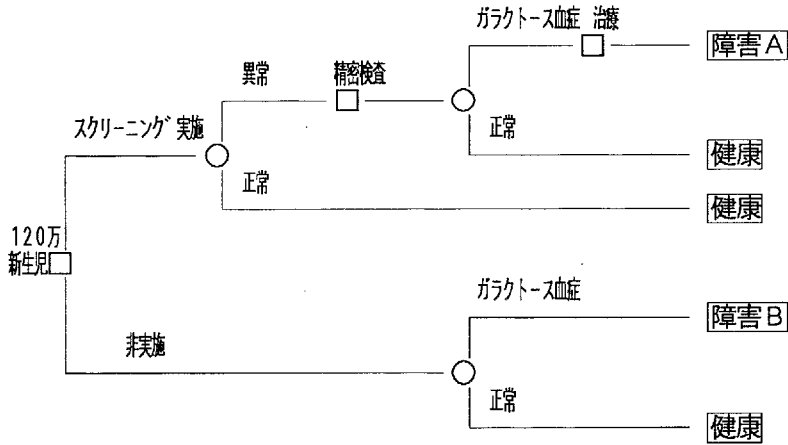 ガラクトース血症 治療
障害A
異常
精密検査
スクリーニング実施
正常
健康
正常
健康
120万
新生児
ガラクトース血症
障害B
非実施
正常
健康